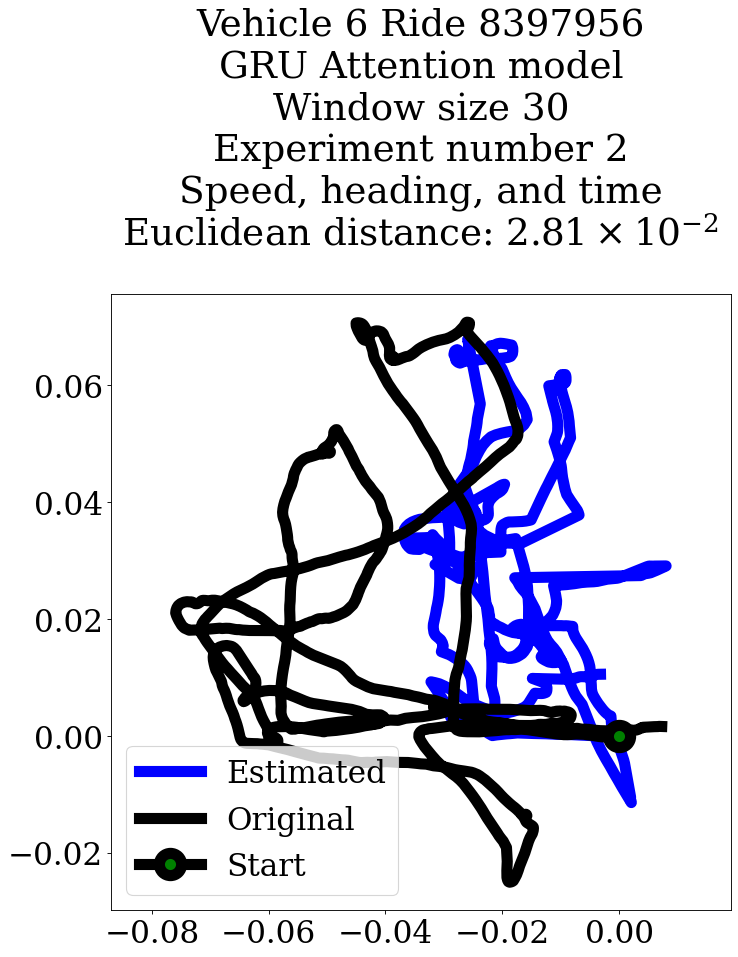 Vehicle 6 Ride 8397956
GRU Attention model
Window size 30
Experiment number 2
Speed, heading, and time
Euclidean distance: 2.81 × 10⁻²
0.06
0.04
0.02
0.00
−0.02
Estimated
Original
Start
−0.08 −0.06 −0.04 −0.02 0.00